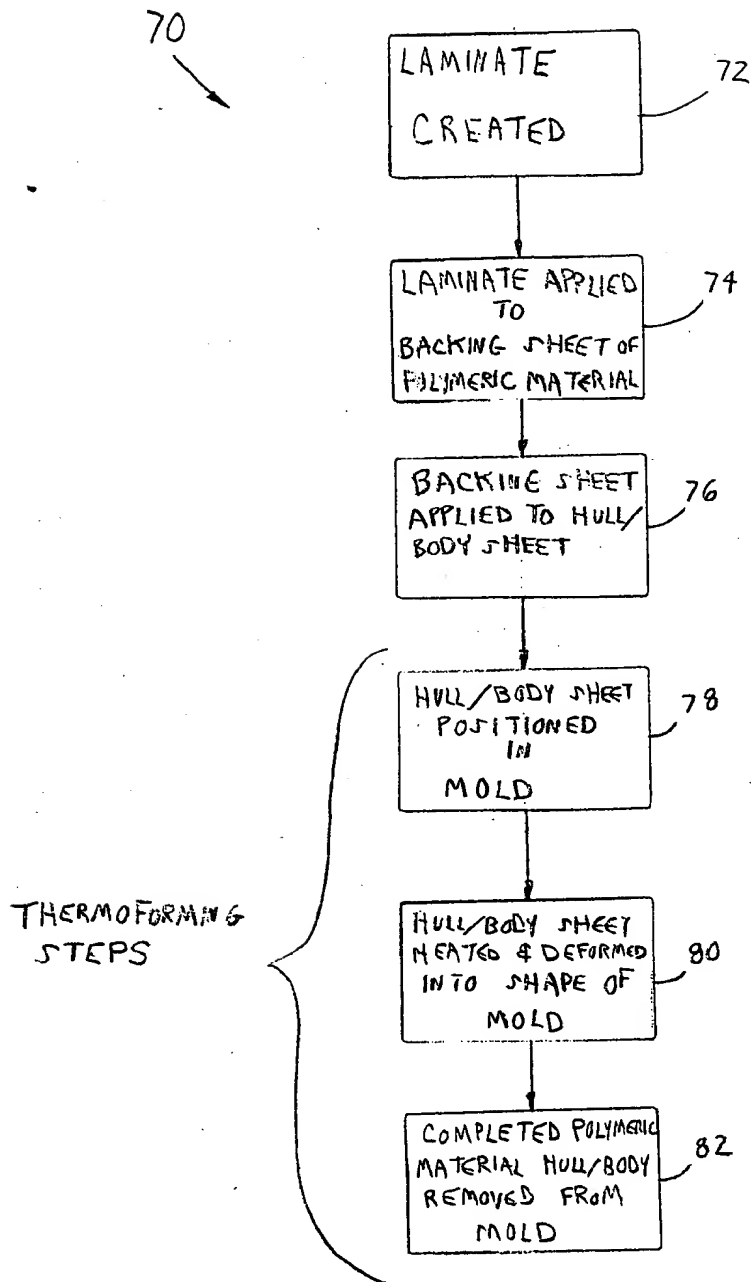 70
LAMINATE
CREATED
72
LAMINATE APPLIED
TO
BACKING SHEET OF
POLYMERIC MATERIAL
74
BACKING SHEET
APPLIED TO HULL/
BODY SHEET
76
HULL/BODY SHEET
POSITIONED
IN
MOLD
78
THERMOFORMING
STEPS
HULL/BODY SHEET
HEATED & DEFORMED
INTO SHAPE OF
MOLD
80
COMPLETED POLYMERIC
MATERIAL HULL/BODY
REMOVED FROM
MOLD
82